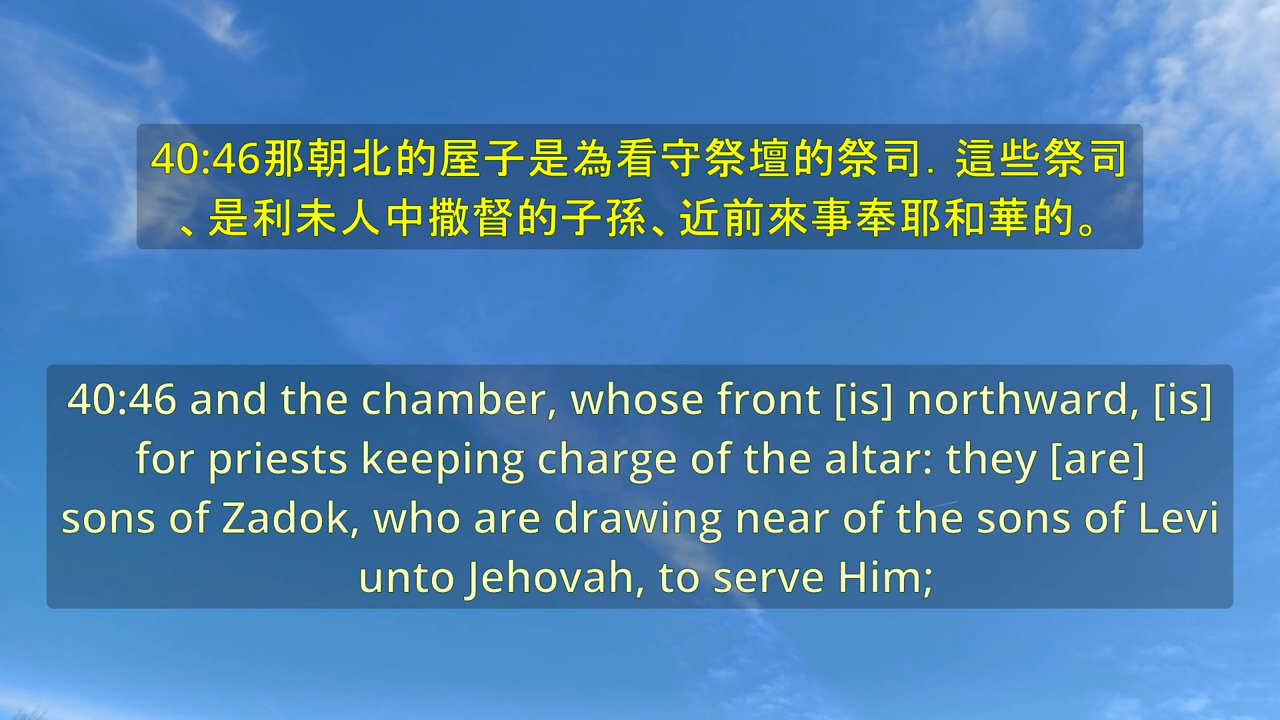 40:46那朝北的屋子是為看守祭壇的祭司．這些祭司
、是利未人中撒督的子孫、近前來事奉耶和華的。
40:46 and the chamber, whose front [is] northward, [is]
for priests keeping charge of the altar: they [are]
sons of Zadok, who are drawing near of the sons of Levi
unto Jehovah, to serve Him;